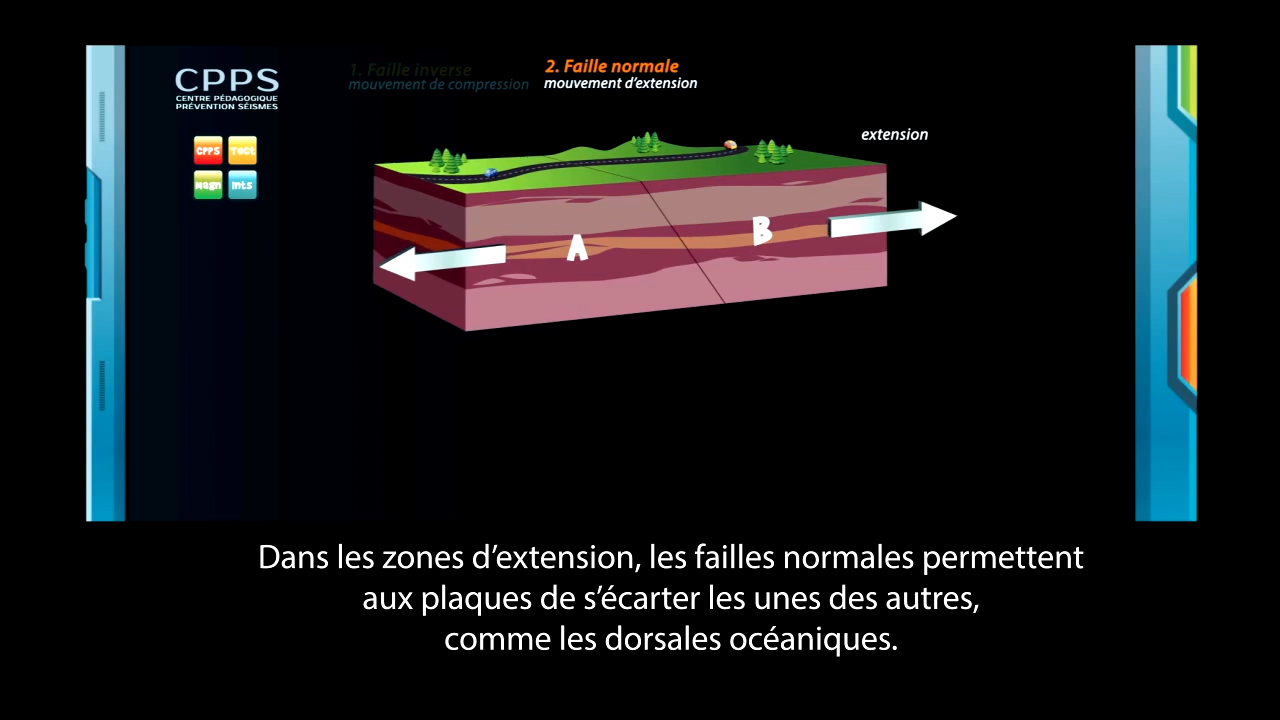 CPPS
CENTRE PÉDAGOGIQUE
PRÉVENTION SÉISMES
1. Faille inverse
mouvement de compression
2. Faille normale
mouvement d'extension
extension
CPPS
Tect
Magn
Ints
A
B
Dans les zones d'extension, les failles normales permettent
aux plaques de s'écarter les unes des autres,
comme les dorsales océaniques.